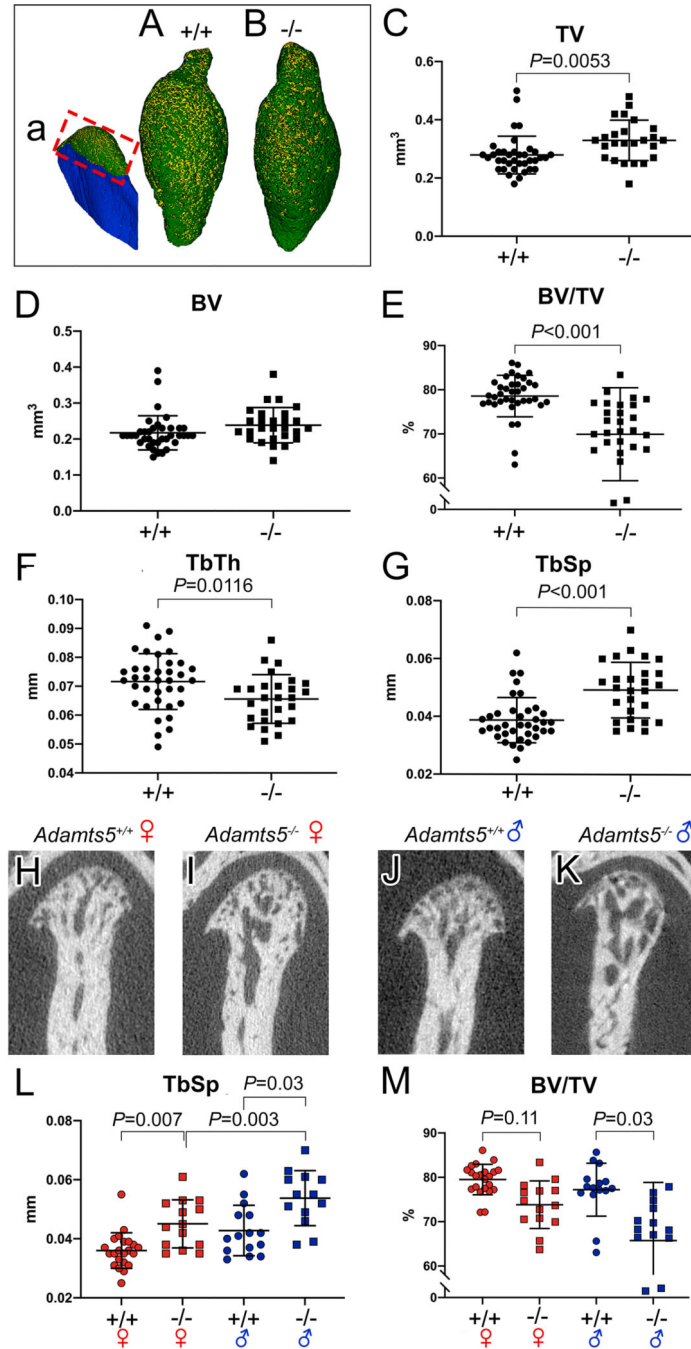 A
+/+
B
-/-
a
C
TV
P=0.0053
mm³
0.6
0.4
0.2
0.0
+/+
-/-
D
BV
mm³
0.5
0.4
0.3
0.2
0.1
0.0
+/+
-/-
E
BV/TV
P<0.001
%
90
80
70
60
0
+/+
-/-
F
TbTh
P=0.0116
mm
0.10
0.09
0.08
0.07
0.06
0.05
0.04
+/+
-/-
G
TbSp
P<0.001
mm
0.08
0.06
0.04
0.02
+/+
-/-
Adamts5+/+ ♀
Adamts5-/- ♀
Adamts5+/+ ♂
Adamts5-/- ♂
H
I
J
K
L
TbSp
P=0.03
P=0.007
P=0.003
mm
0.08
0.06
0.04
0.02
+/+
-/-
+/+
-/-
♀
♀
♂
♂
M
BV/TV
P=0.11
P=0.03
%
90
80
70
60
0
+/+
-/-
+/+
-/-
♀
♀
♂
♂